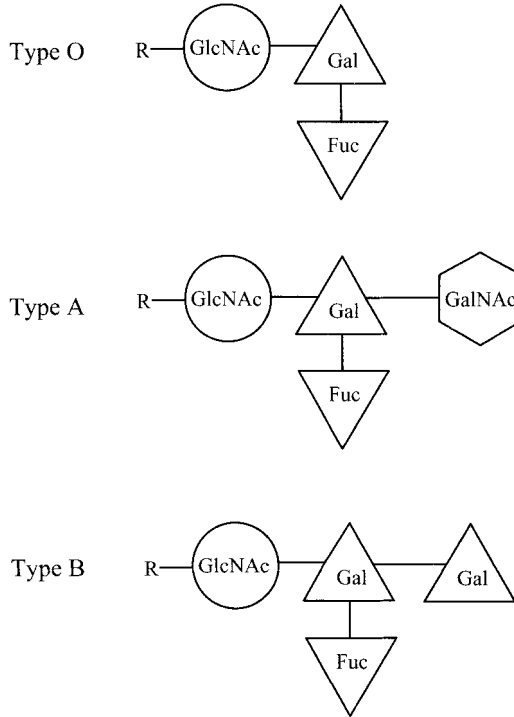 Type O R GlcNAc Gal
Fuc
Type A R GlcNAc Gal GalNAc
Fuc
Type B R GlcNAc Gal Gal
Fuc